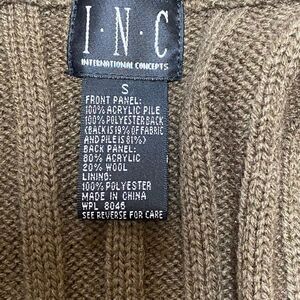 I·N·C
INTERNATIONAL CONCEPTS
S
FRONT PANEL:
100% ACRYLIC PILE
100% POLYESTER BACK
(BACK IS 19% OF FABRIC
AND PILE IS 81%)
BACK PANEL:
80% ACRYLIC
20% WOOL
LINING:
100% POLYESTER
MADE IN CHINA
WPL 8046
SEE REVERSE FOR CARE